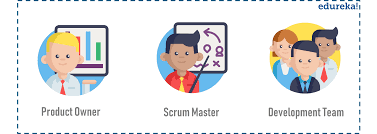 edureka!
Product Owner
Scrum Master
Development Team